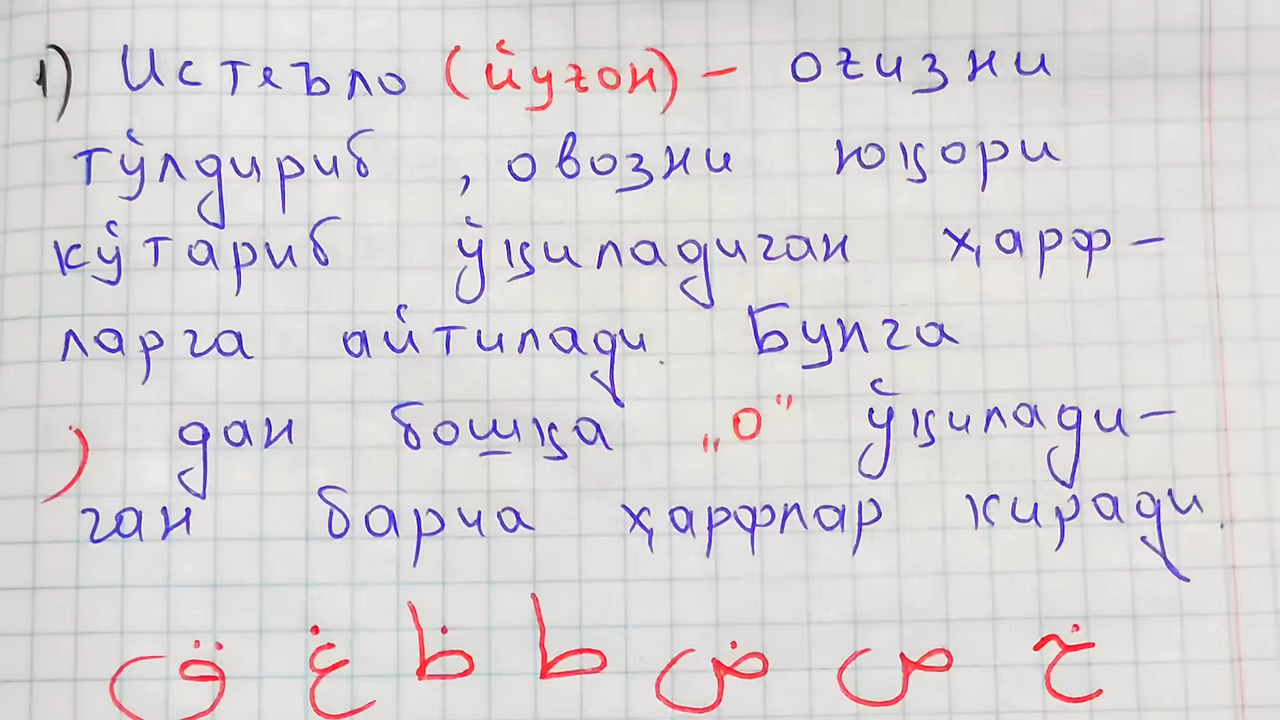 1) Истеъло (йуғон) - оғизни
тўлдириб, овозни юқори
кўтариб ўқиладиган ҳарф-
ларга айтилади. Бунга
ر дан бошқа „о" ўқилади-
ган барча ҳарфлар киради.
خ ص ض ط ظ غ ق